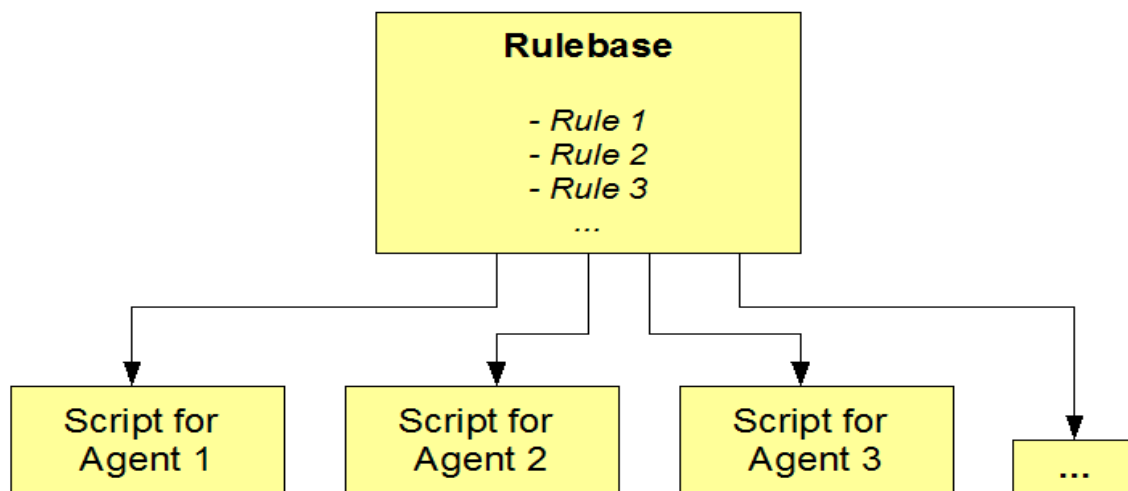 Rulebase
- Rule 1
- Rule 2
- Rule 3
...
Script for
Agent 1
Script for
Agent 2
Script for
Agent 3
...